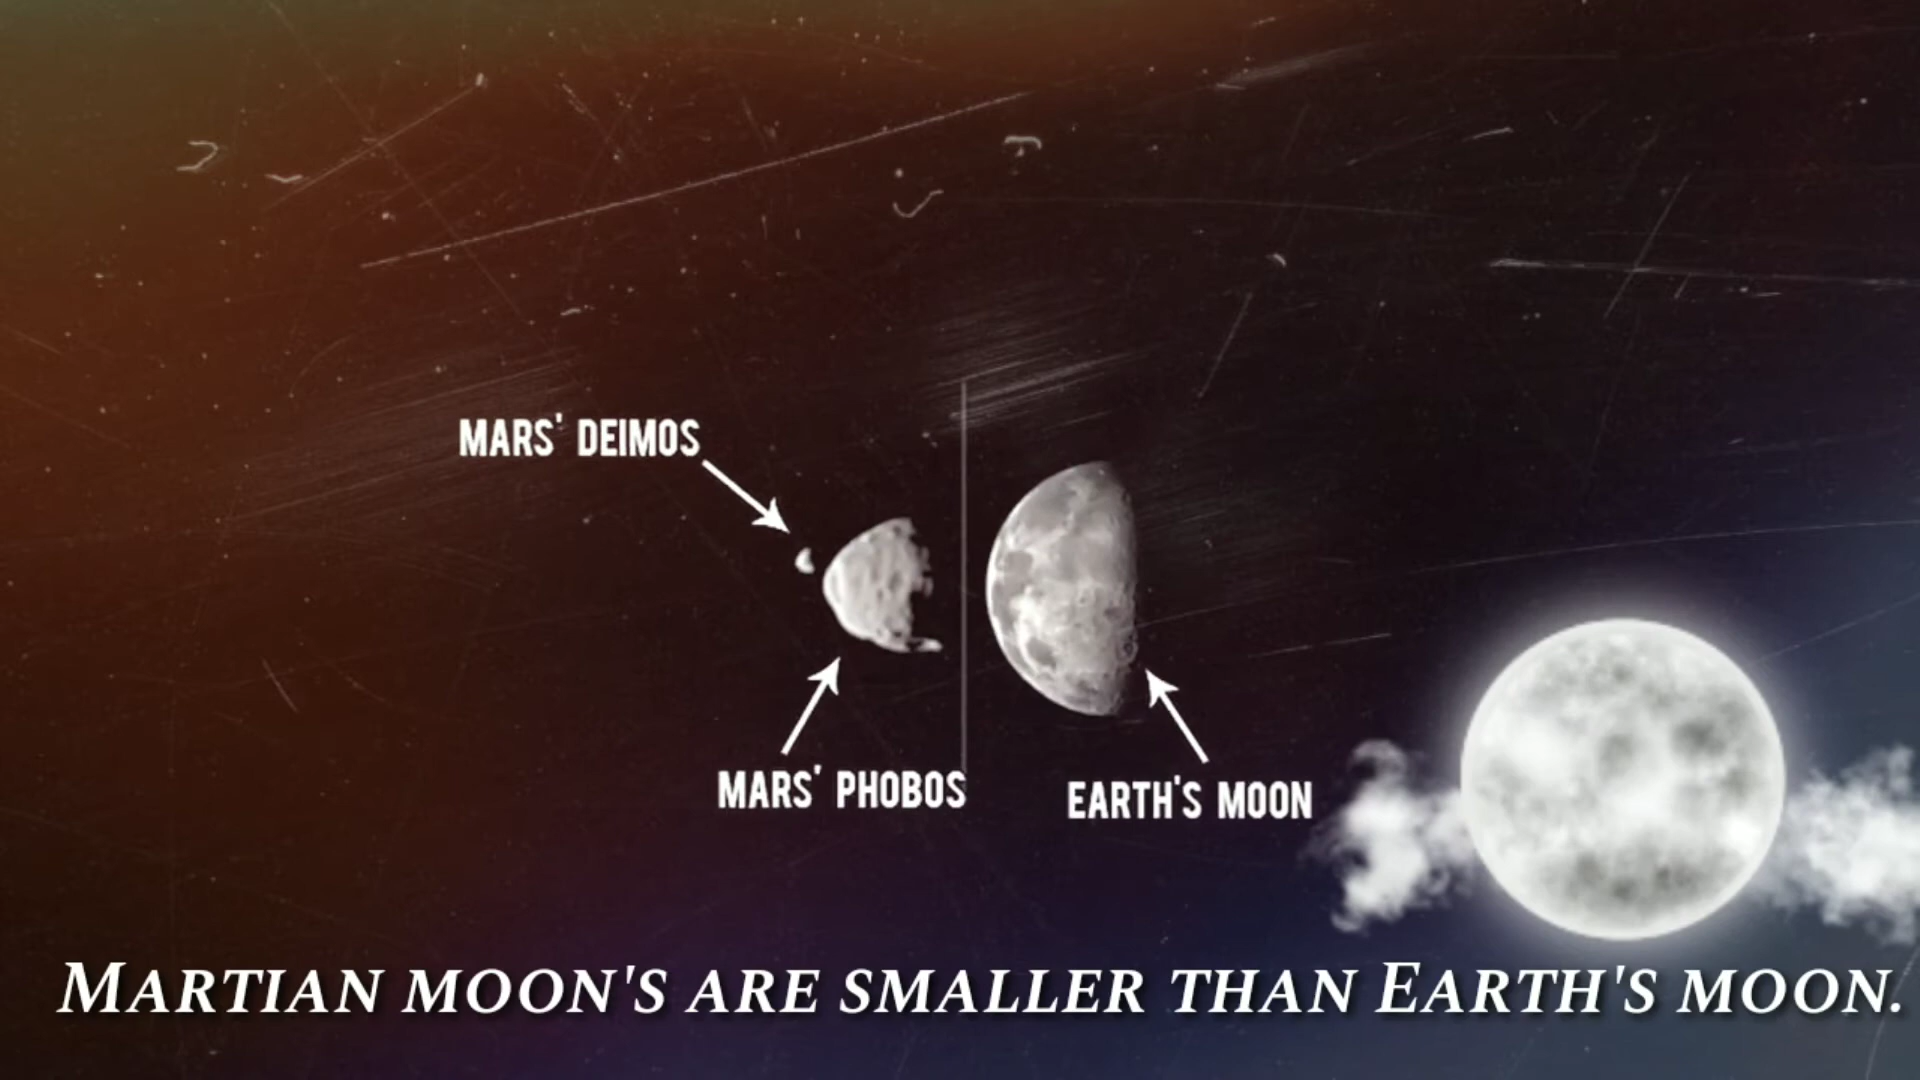 MARS' DEIMOS
MARS' PHOBOS
EARTH'S MOON
MARTIAN MOON'S ARE SMALLER THAN EARTH'S MOON.